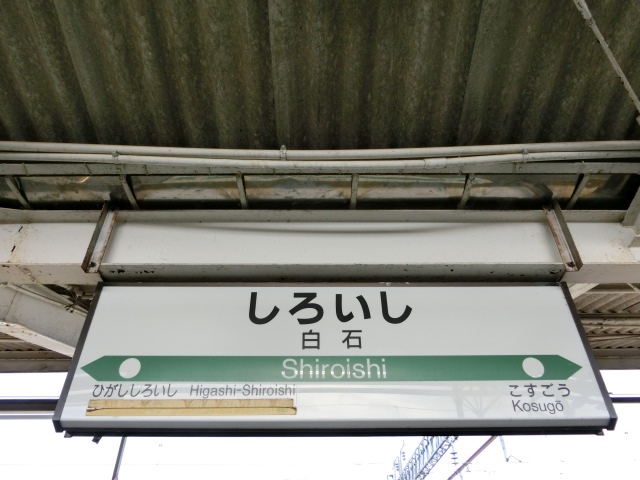 しろいし
白石
Shiroishi
ひがししろいし Higashi-Shiroishi
こすごう
Kosugō